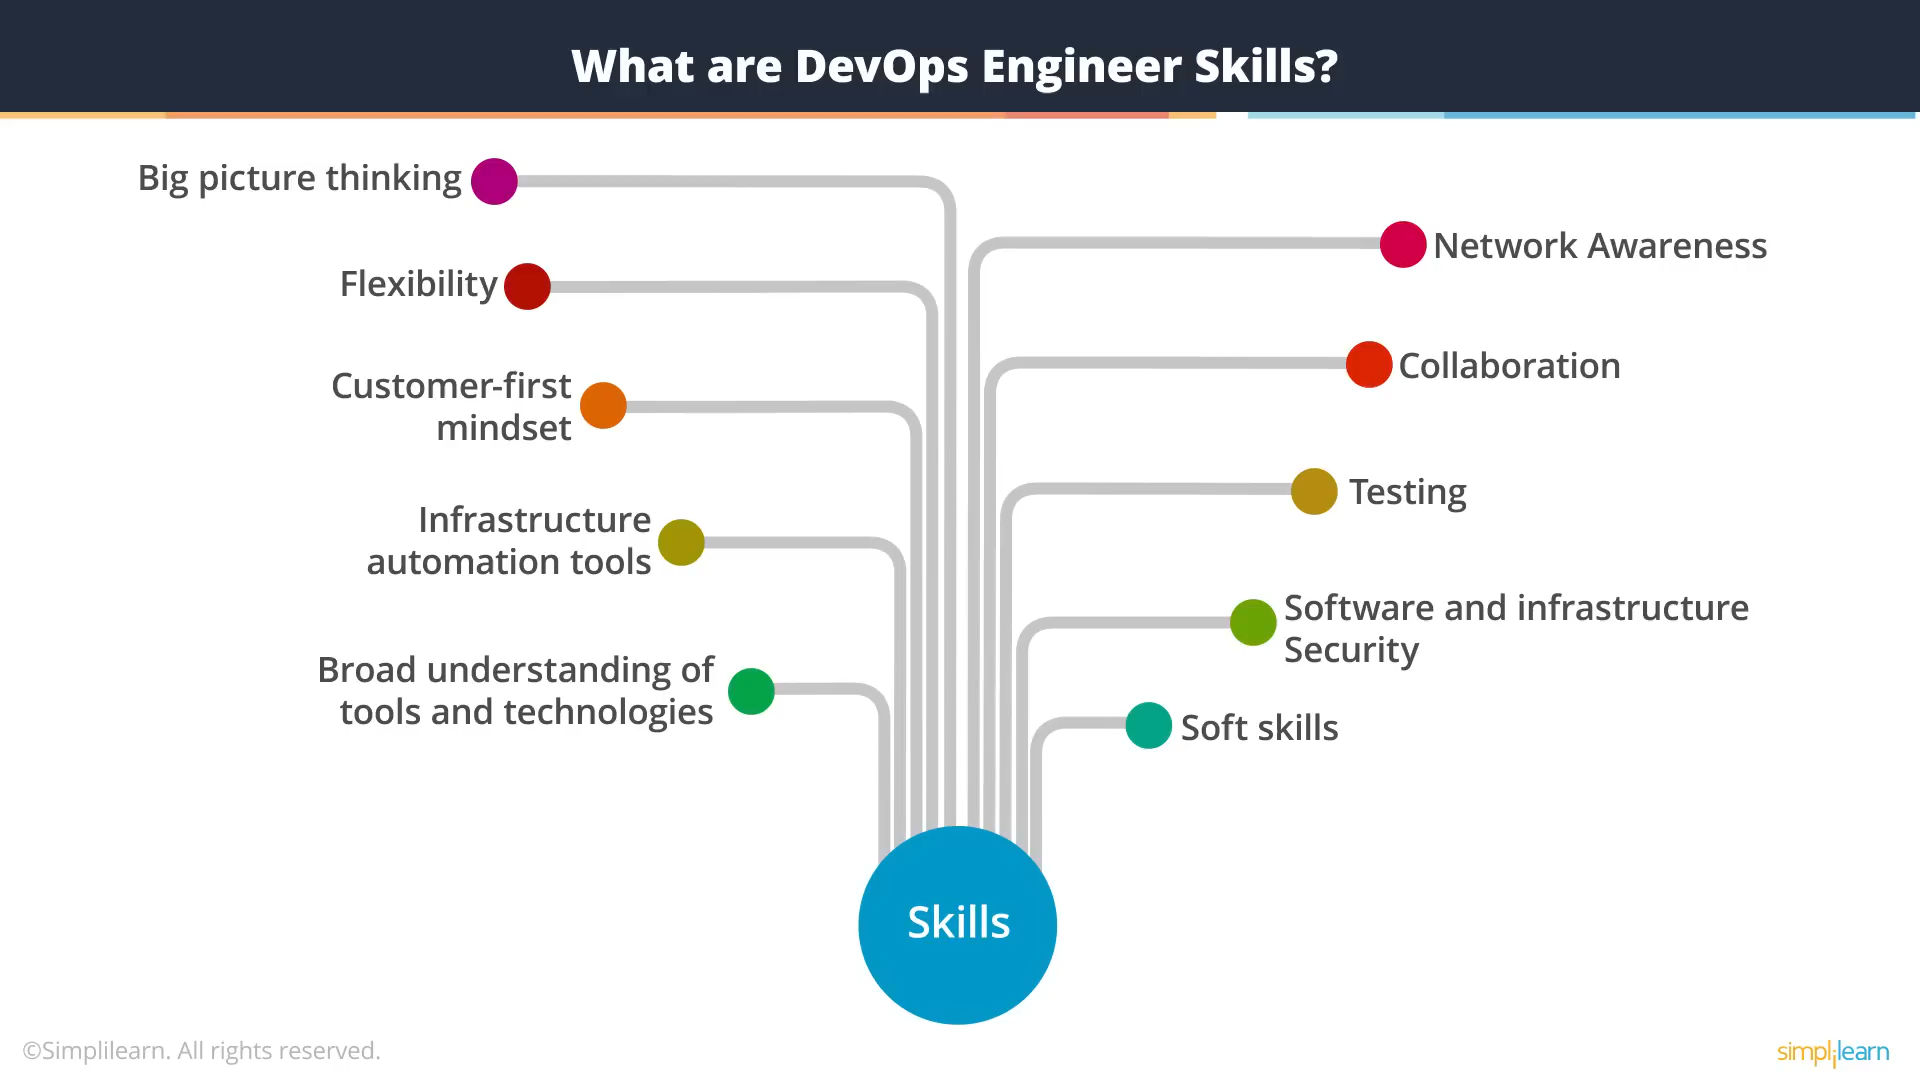 What are DevOps Engineer Skills?
Big picture thinking
Flexibility
Customer-first
mindset
Infrastructure
automation tools
Broad understanding of
tools and technologies
Network Awareness
Collaboration
Testing
Software and infrastructure
Security
Soft skills
Skills
©Simplilearn. All rights reserved.
simplilearn